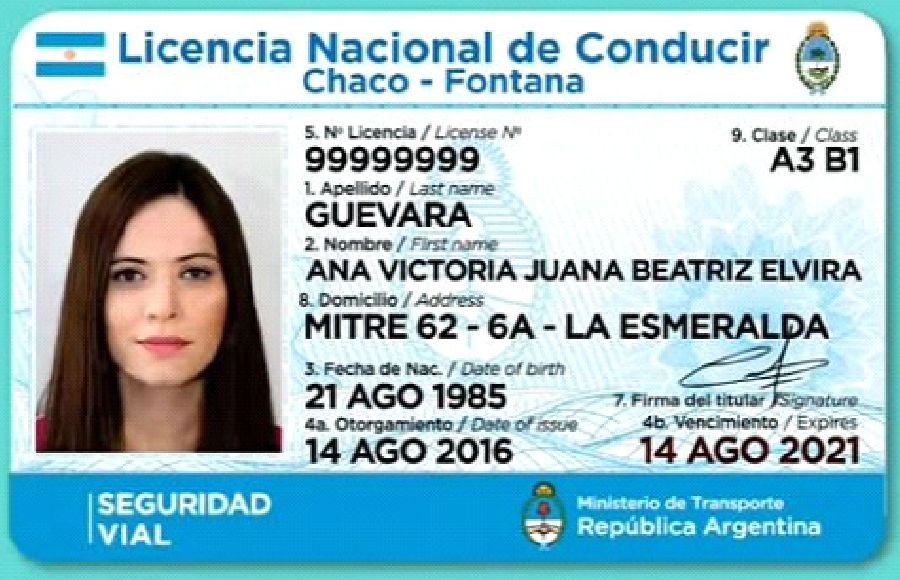 Licencia Nacional de Conducir
Chaco - Fontana
5. Nº Licencia / License Nº
99999999
9. Clase / Class
A3 B1
1. Apellido / Last name
GUEVARA
2. Nombre / First name
ANA VICTORIA JUANA BEATRIZ ELVIRA
8. Domicilio / Address
MITRE 62 - 6A - LA ESMERALDA
3. Fecha de Nac. / Date of birth
21 AGO 1985
7. Firma del titular / Signature
4a. Otorgamiento / Date of issue
14 AGO 2016
4b. Vencimiento / Expires
14 AGO 2021
SEGURIDAD
VIAL
Ministerio de Transporte
República Argentina